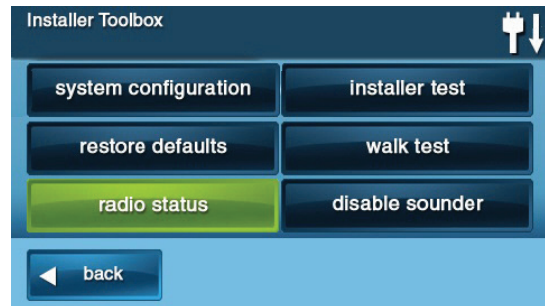 Installer Toolbox
system configuration
installer test
restore defaults
walk test
radio status
disable sounder
back